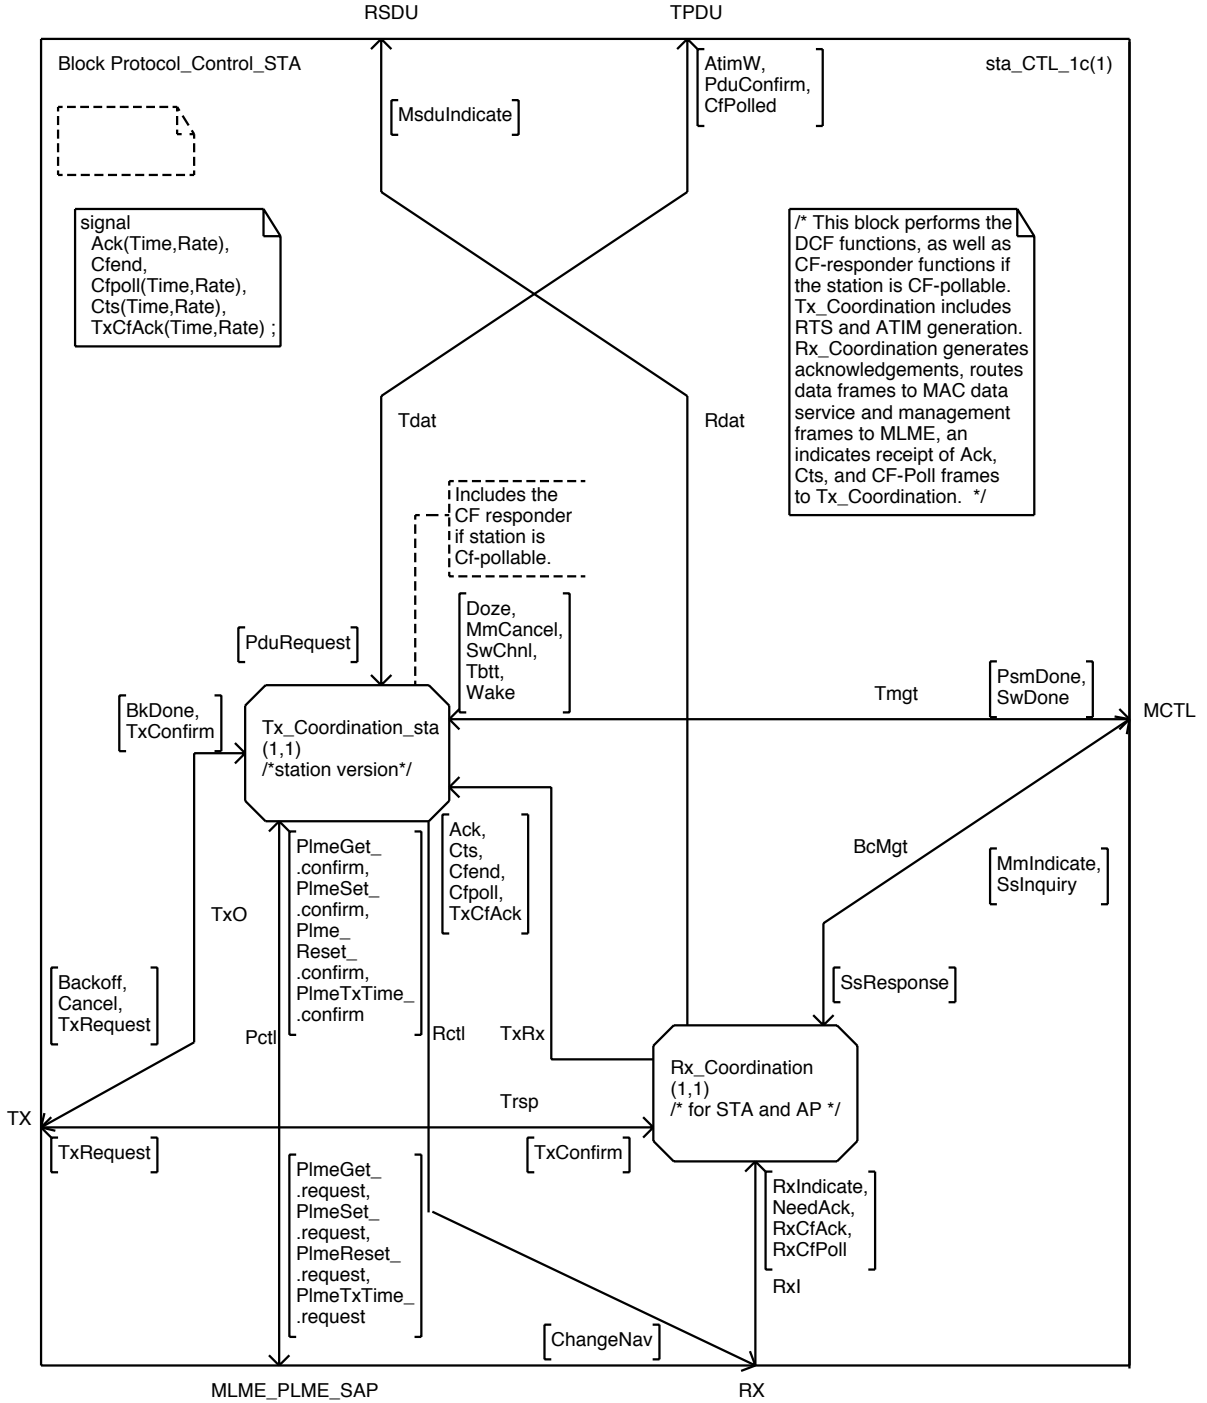 RSDU
TPDU
Block Protocol_Control_STA
sta_CTL_1c(1)
AtimW,
PduConfirm,
CfPolled
MsduIndicate
signal
Ack(Time,Rate),
Cfend,
Cfpoll(Time,Rate),
Cts(Time,Rate),
TxCfAck(Time,Rate) ;
/* This block performs the
DCF functions, as well as
CF-responder functions if
the station is CF-pollable.
Tx_Coordination includes
RTS and ATIM generation.
Rx_Coordination generates
acknowledgements, routes
data frames to MAC data
service and management
frames to MLME, an
indicates receipt of Ack,
Cts, and CF-Poll frames
to Tx_Coordination.  */
Tdat
Rdat
Includes the
CF responder
if station is
Cf-pollable.
Doze,
MmCancel,
SwChnl,
Tbtt,
Wake
PduRequest
Tmgt
PsmDone,
SwDone
MCTL
BkDone,
TxConfirm
Tx_Coordination_sta
(1,1)
/*station version*/
PlmeGet_
.confirm,
PlmeSet_
.confirm,
Plme_
Reset_
.confirm,
PlmeTxTime_
.confirm
Ack,
Cts,
Cfend,
Cfpoll,
TxCfAck
BcMgt
MmIndicate,
SsInquiry
TxO
Backoff,
Cancel,
TxRequest
SsResponse
Pctl
Rctl
TxRx
Rx_Coordination
(1,1)
/* for STA and AP */
Trsp
TX
TxRequest
TxConfirm
PlmeGet_
.request,
PlmeSet_
.request,
PlmeReset_
.request,
PlmeTxTime_
.request
RxIndicate,
NeedAck,
RxCfAck,
RxCfPoll
RxI
ChangeNav
MLME_PLME_SAP
RX